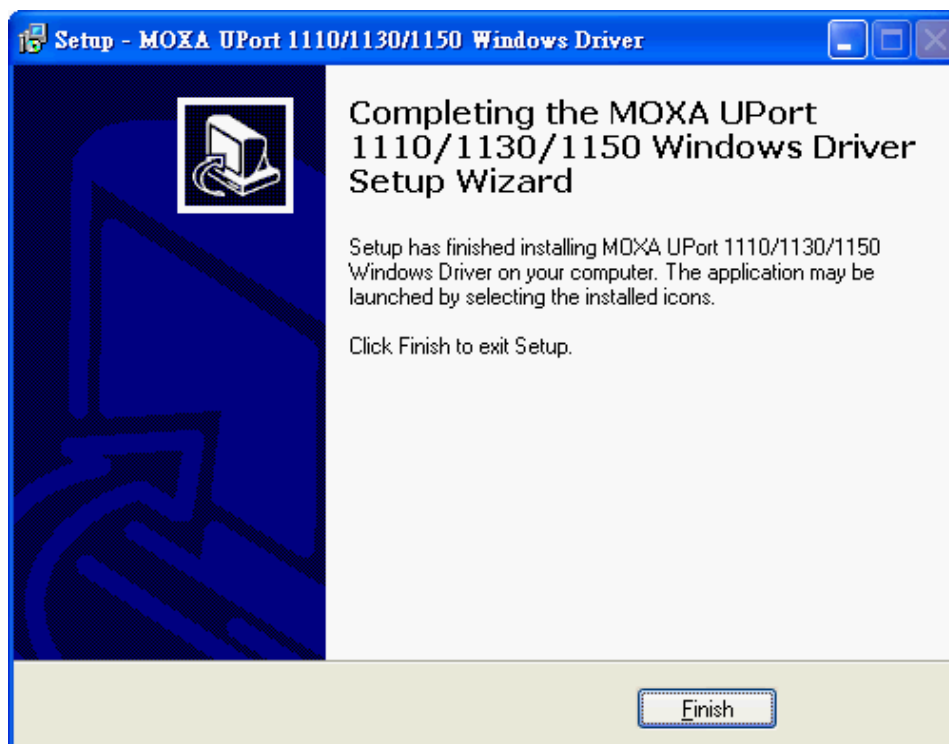 Setup - MOXA UPort 1110/1130/1150 Windows Driver
Completing the MOXA UPort
1110/1130/1150 Windows Driver
Setup Wizard
Setup has finished installing MOXA UPort 1110/1130/1150
Windows Driver on your computer. The application may be
launched by selecting the installed icons.
Click Finish to exit Setup.
Finish